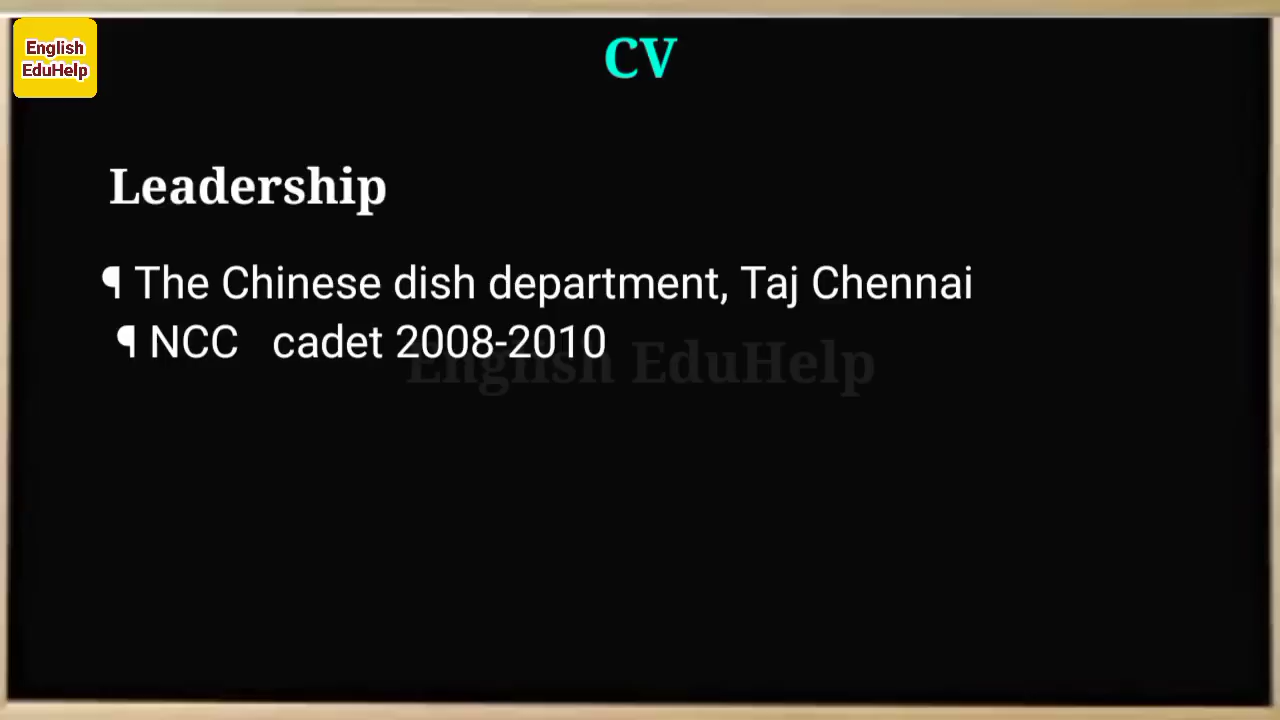 English
EduHelp
CV
Leadership
¶ The Chinese dish department, Taj Chennai
¶ NCC cadet 2008-2010
English EduHelp